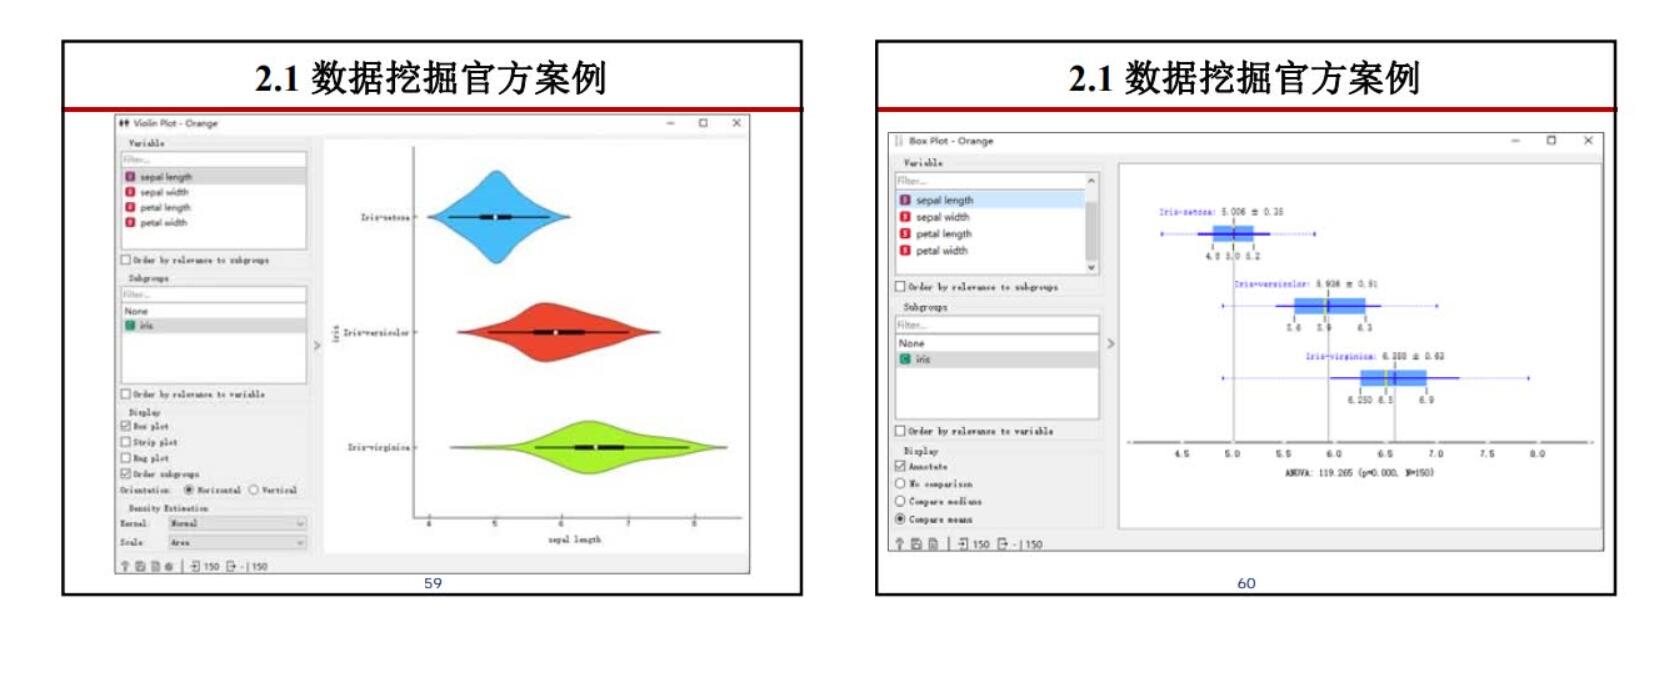 2.1 数据挖掘官方案例
Violin Plot - Orange
Variable
Filter...
sepal length
sepal width
petal length
petal width
Order by relevance to subgroups
Subgroups
Filter...
None
iris
Order by relevance to variable
Display
Box plot
Strip plot
Rug plot
Order subgroups
Orientation: Horizontal Vertical
Density Estimation
Kernal: Normal
Scale: Area
? 150 - | 150
Iris-setosa
Iris-versicolor
Iris-virginica
iris
4 5 6 7 8
sepal length
59
2.1 数据挖掘官方案例
Box Plot - Orange
Variable
Filter...
sepal length
sepal width
petal length
petal width
Order by relevance to subgroups
Subgroups
Filter...
None
iris
Order by relevance to variable
Display
Annotate
No comparison
Compare medians
Compare means
? 150 - | 150
Iris-setosa: 5.006 ± 0.35
4.8 5.0 5.2
Iris-versicolor: 5.936 ± 0.51
5.6 5.9 6.3
Iris-virginica: ± 0.63
6.250 6.5 6.9
4.5 5.0 5.5 6.0 6.5 7.0 7.5 8.0
ANOVA: 119.265 (p=0.000, N=150)
60